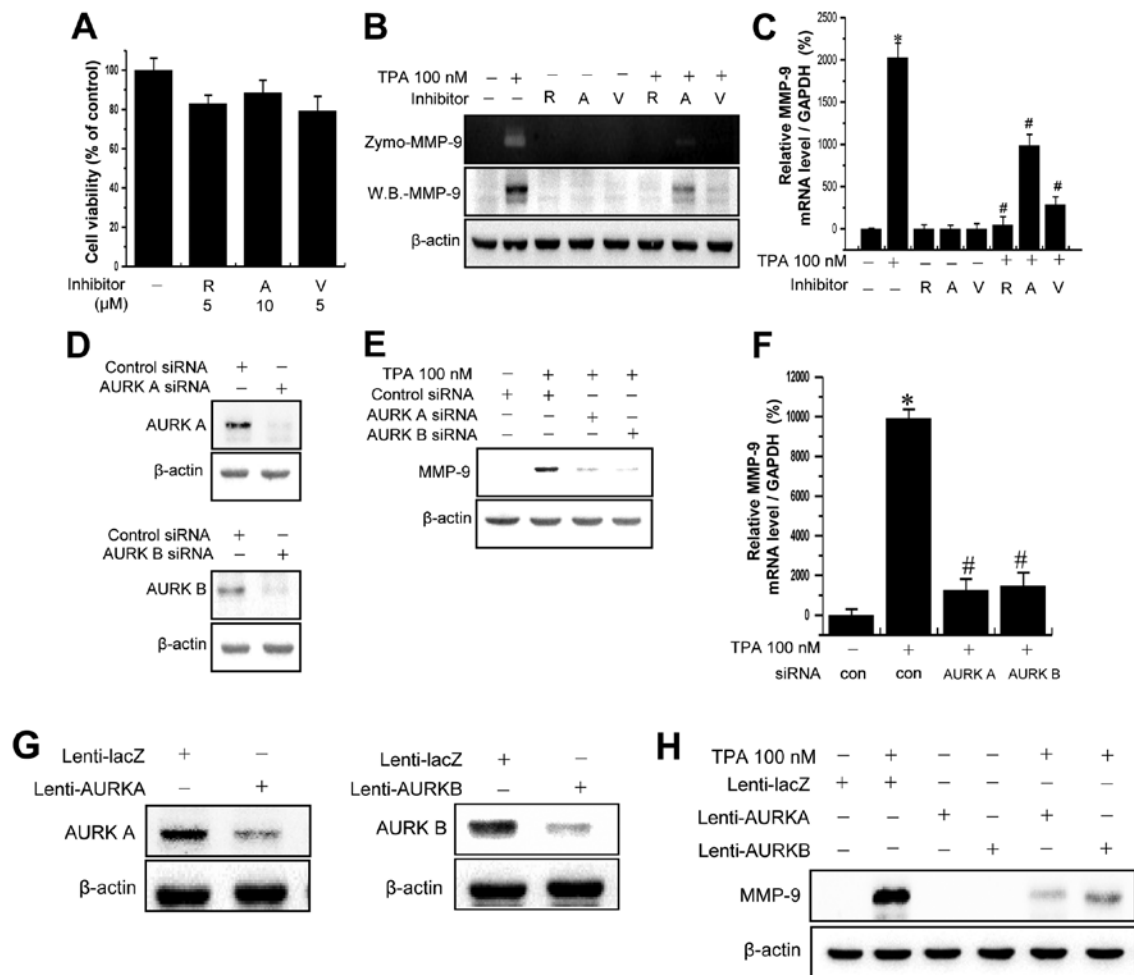 A
Cell viability (% of control)
120
100
80
60
40
20
0
Inhibitor – R A V
(µM) 5 10 5
B
TPA 100 nM – + – – – + + +
Inhibitor – – R A V R A V
Zymo-MMP-9
W.B.-MMP-9
β-actin
C
Relative MMP-9
mRNA level / GAPDH (%)
2500
2000
1500
1000
500
250
0
*
#
#
#
TPA 100 nM – + – – – + + +
Inhibitor – – R A V R A V
D
Control siRNA + –
AURK A siRNA – +
AURK A
β-actin
Control siRNA + –
AURK B siRNA – +
AURK B
β-actin
E
TPA 100 nM – + + +
Control siRNA + + – –
AURK A siRNA – – + –
AURK B siRNA – – – +
MMP-9
β-actin
F
Relative MMP-9
mRNA level / GAPDH (%)
12000
10000
8000
6000
4000
2000
0
*
#
#
TPA 100 nM – + + +
siRNA con con AURK A AURK B
G
Lenti-lacZ + –
Lenti-AURKA – +
AURK A
β-actin
Lenti-lacZ + –
Lenti-AURKB – +
AURK B
β-actin
H
TPA 100 nM – + – – + +
Lenti-lacZ + + – – – –
Lenti-AURKA – – + – + –
Lenti-AURKB – – – + – +
MMP-9
β-actin